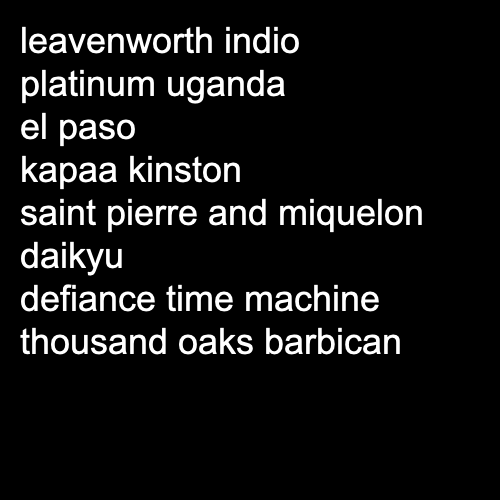 leavenworth indio
platinum uganda
el paso
kapaa kinston
saint pierre and miquelon
daikyu
defiance time machine
thousand oaks barbican